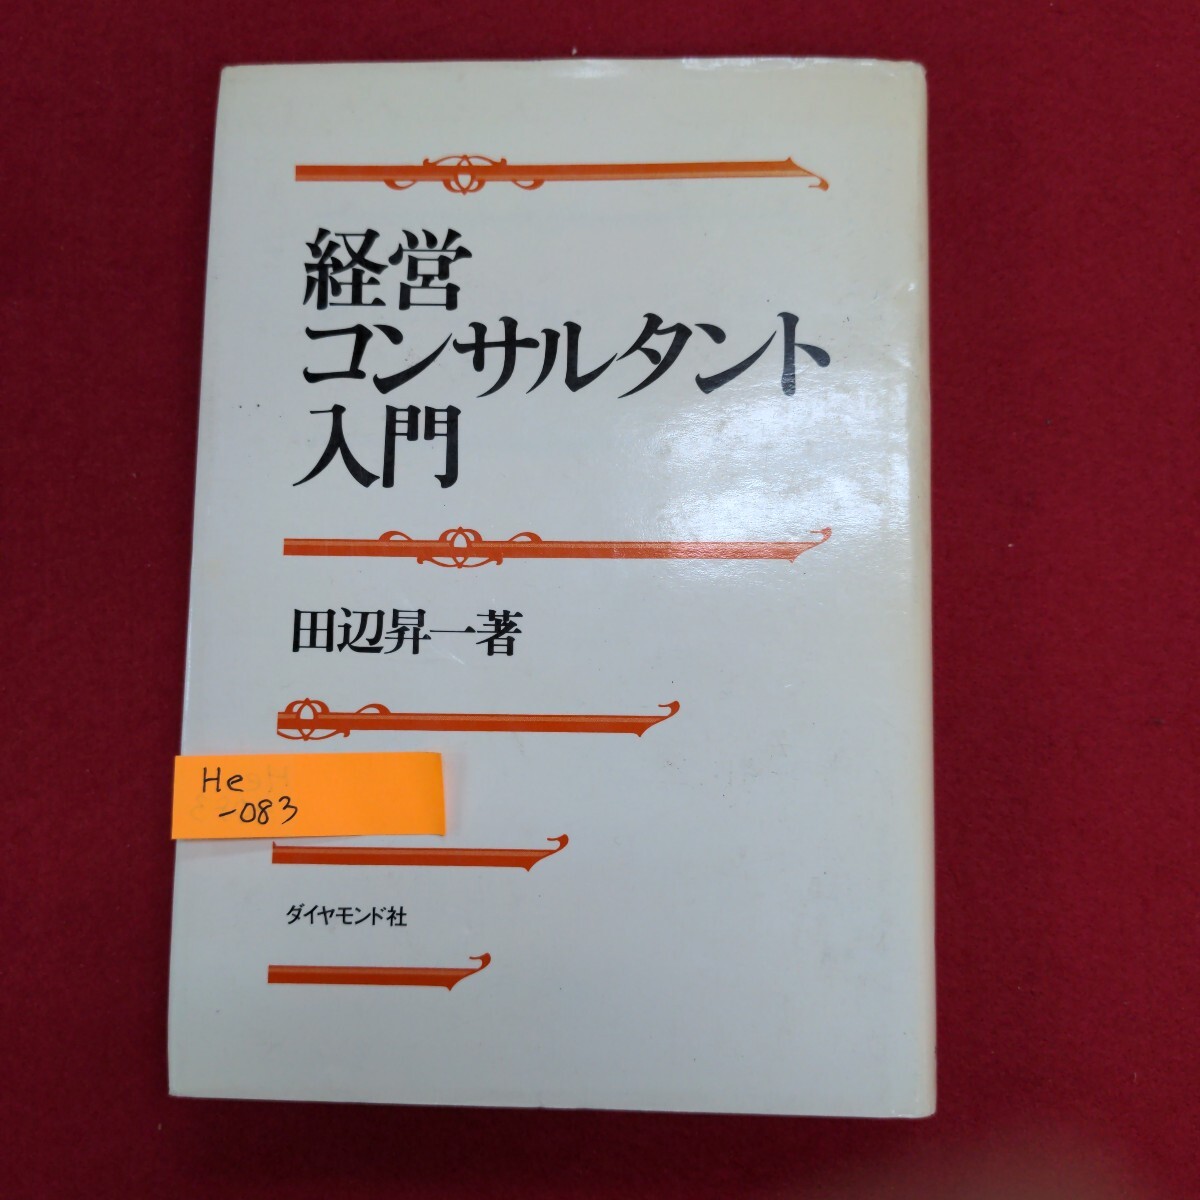 経営
コンサルタント
入門
田辺昇一著
He
-083
ダイヤモンド社